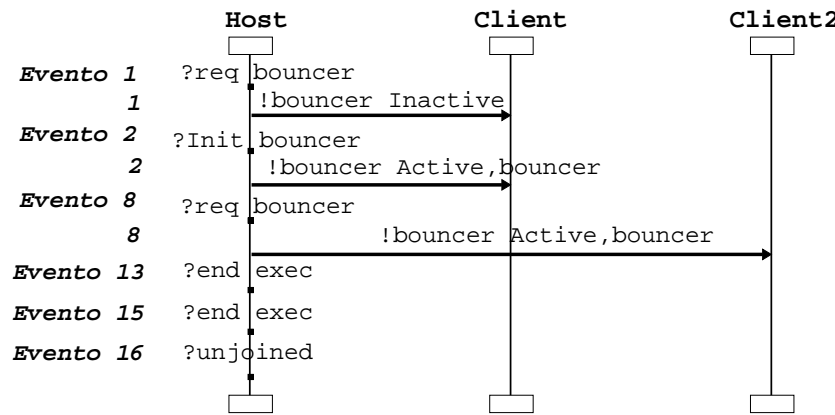 Host Client Client2
Evento 1 ?req bouncer
1 !bouncer Inactive
Evento 2 ?Init bouncer
2 !bouncer Active,bouncer
Evento 8 ?req bouncer
8 !bouncer Active,bouncer
Evento 13 ?end exec
Evento 15 ?end exec
Evento 16 ?unjoined